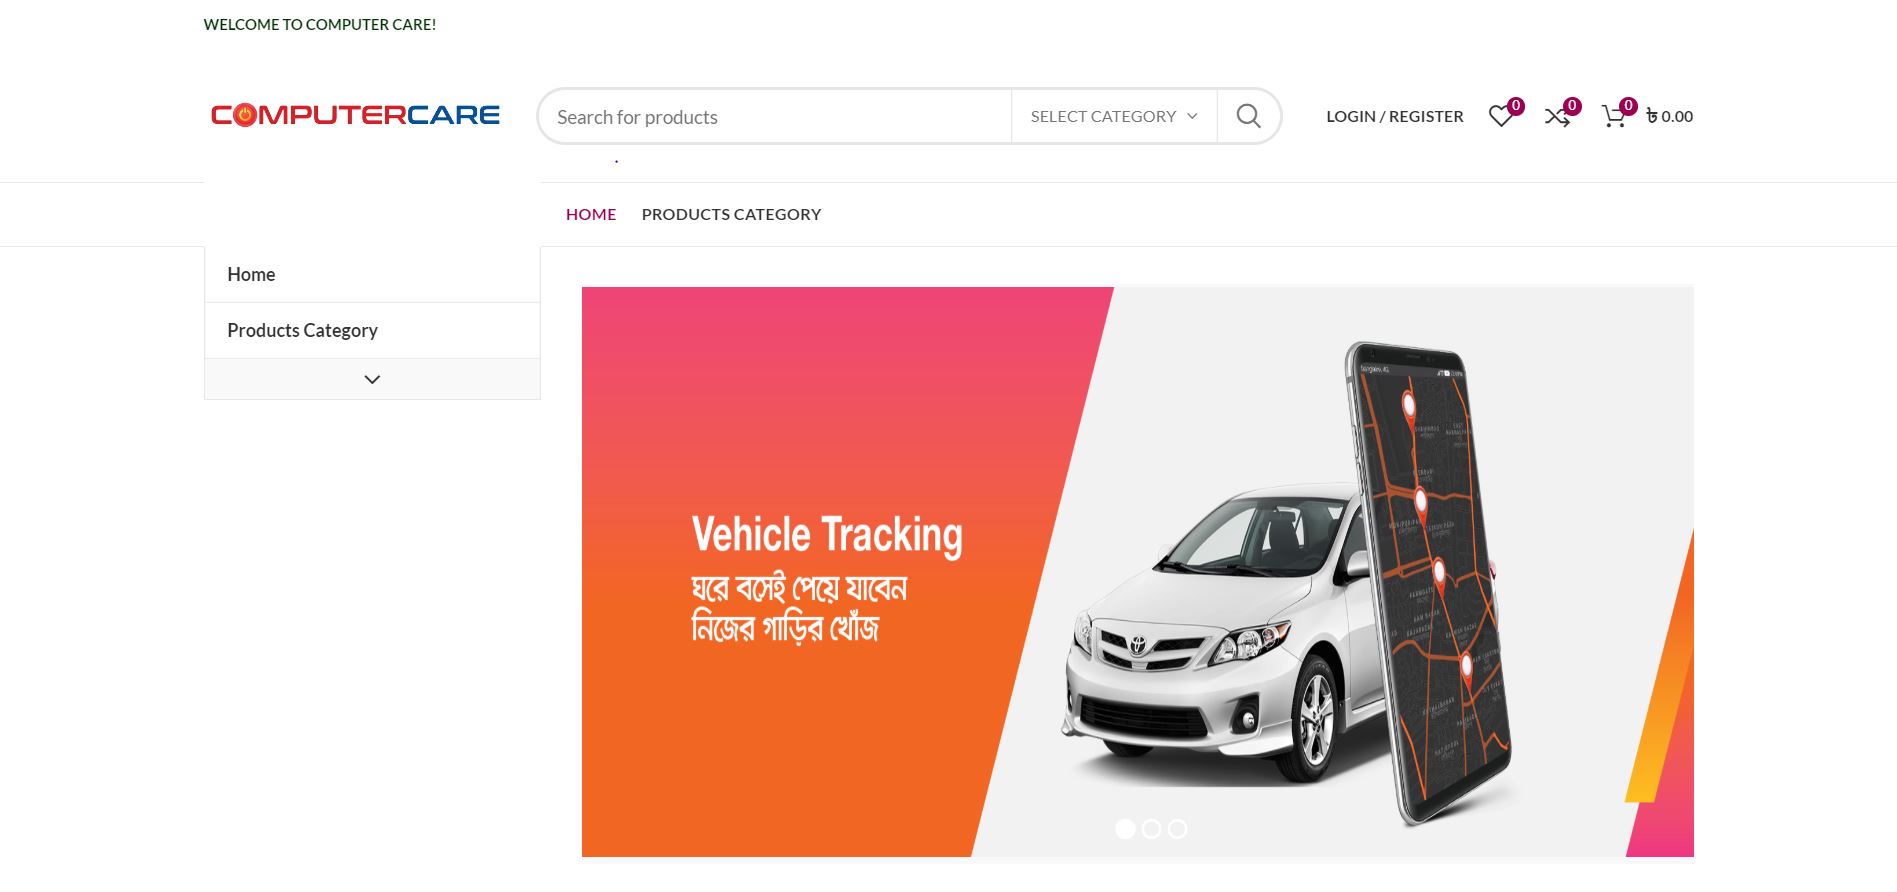 WELCOME TO COMPUTER CARE!
COMPUTERCARE
Search for products
SELECT CATEGORY
LOGIN / REGISTER
0
0
0
৳ 0.00
HOME PRODUCTS CATEGORY
Home
Products Category
Vehicle Tracking
ঘরে বসেই পেয়ে যাবেন
নিজের গাড়ির খোঁজ